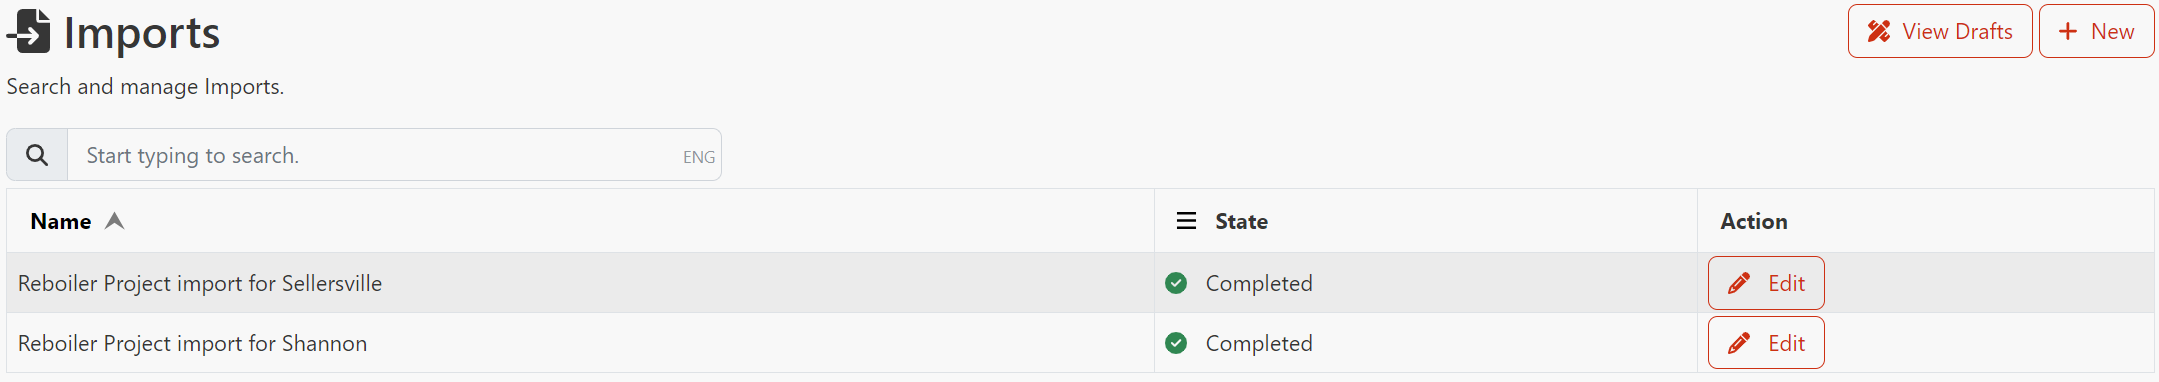 Imports
View Drafts
New
Search and manage Imports.
Start typing to search.
ENG
Name
State
Action
Reboiler Project import for Sellersville
Completed
Edit
Reboiler Project import for Shannon
Completed
Edit